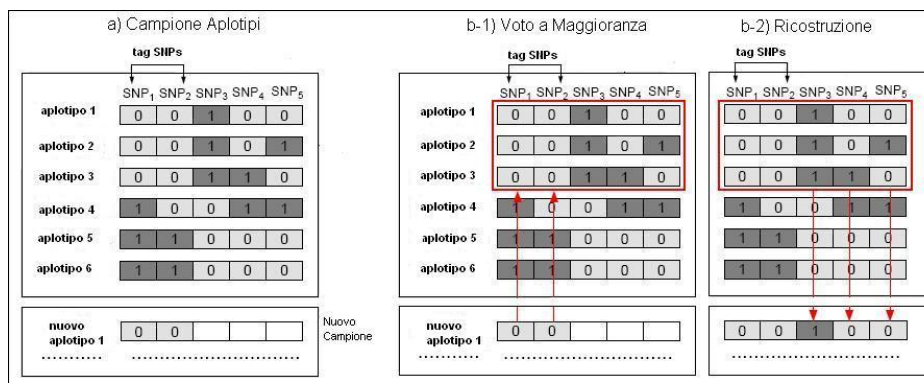 a) Campione Aplotipi
tag SNPs
SNP1 SNP2 SNP3 SNP4 SNP5
aplotipo 1 0 0 1 0 0
aplotipo 2 0 0 1 0 1
aplotipo 3 0 0 1 1 0
aplotipo 4 1 0 0 1 1
aplotipo 5 1 1 0 0 0
aplotipo 6 1 1 0 0 0
nuovo
aplotipo 1 0 0
Nuovo
Campione
b-1) Voto a Maggioranza
tag SNPs
SNP1 SNP2 SNP3 SNP4 SNP5
aplotipo 1 0 0 1 0 0
aplotipo 2 0 0 1 0 1
aplotipo 3 0 0 1 1 0
aplotipo 4 1 0 0 1 1
aplotipo 5 1 1 0 0 0
aplotipo 6 1 1 0 0 0
nuovo
aplotipo 1 0 0
b-2) Ricostruzione
tag SNPs
SNP1 SNP2 SNP3 SNP4 SNP5
0 0 1 0 0
0 0 1 0 1
0 0 1 1 0
1 0 0 1 1
1 1 0 0 0
1 1 0 0 0
0 0 1 0 0